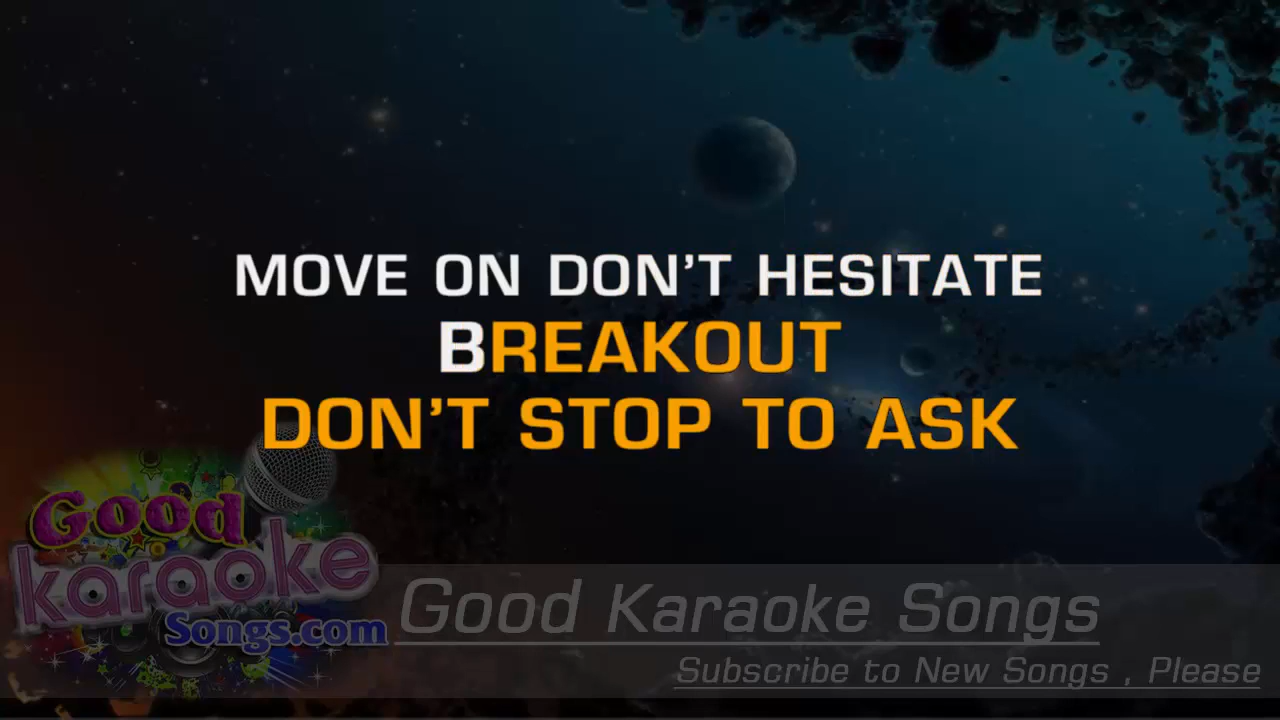 MOVE ON DON'T HESITATE
BREAKOUT
DON'T STOP TO ASK
Good
karaoke
Songs.com
Good Karaoke Songs
Subscribe to New Songs , Please